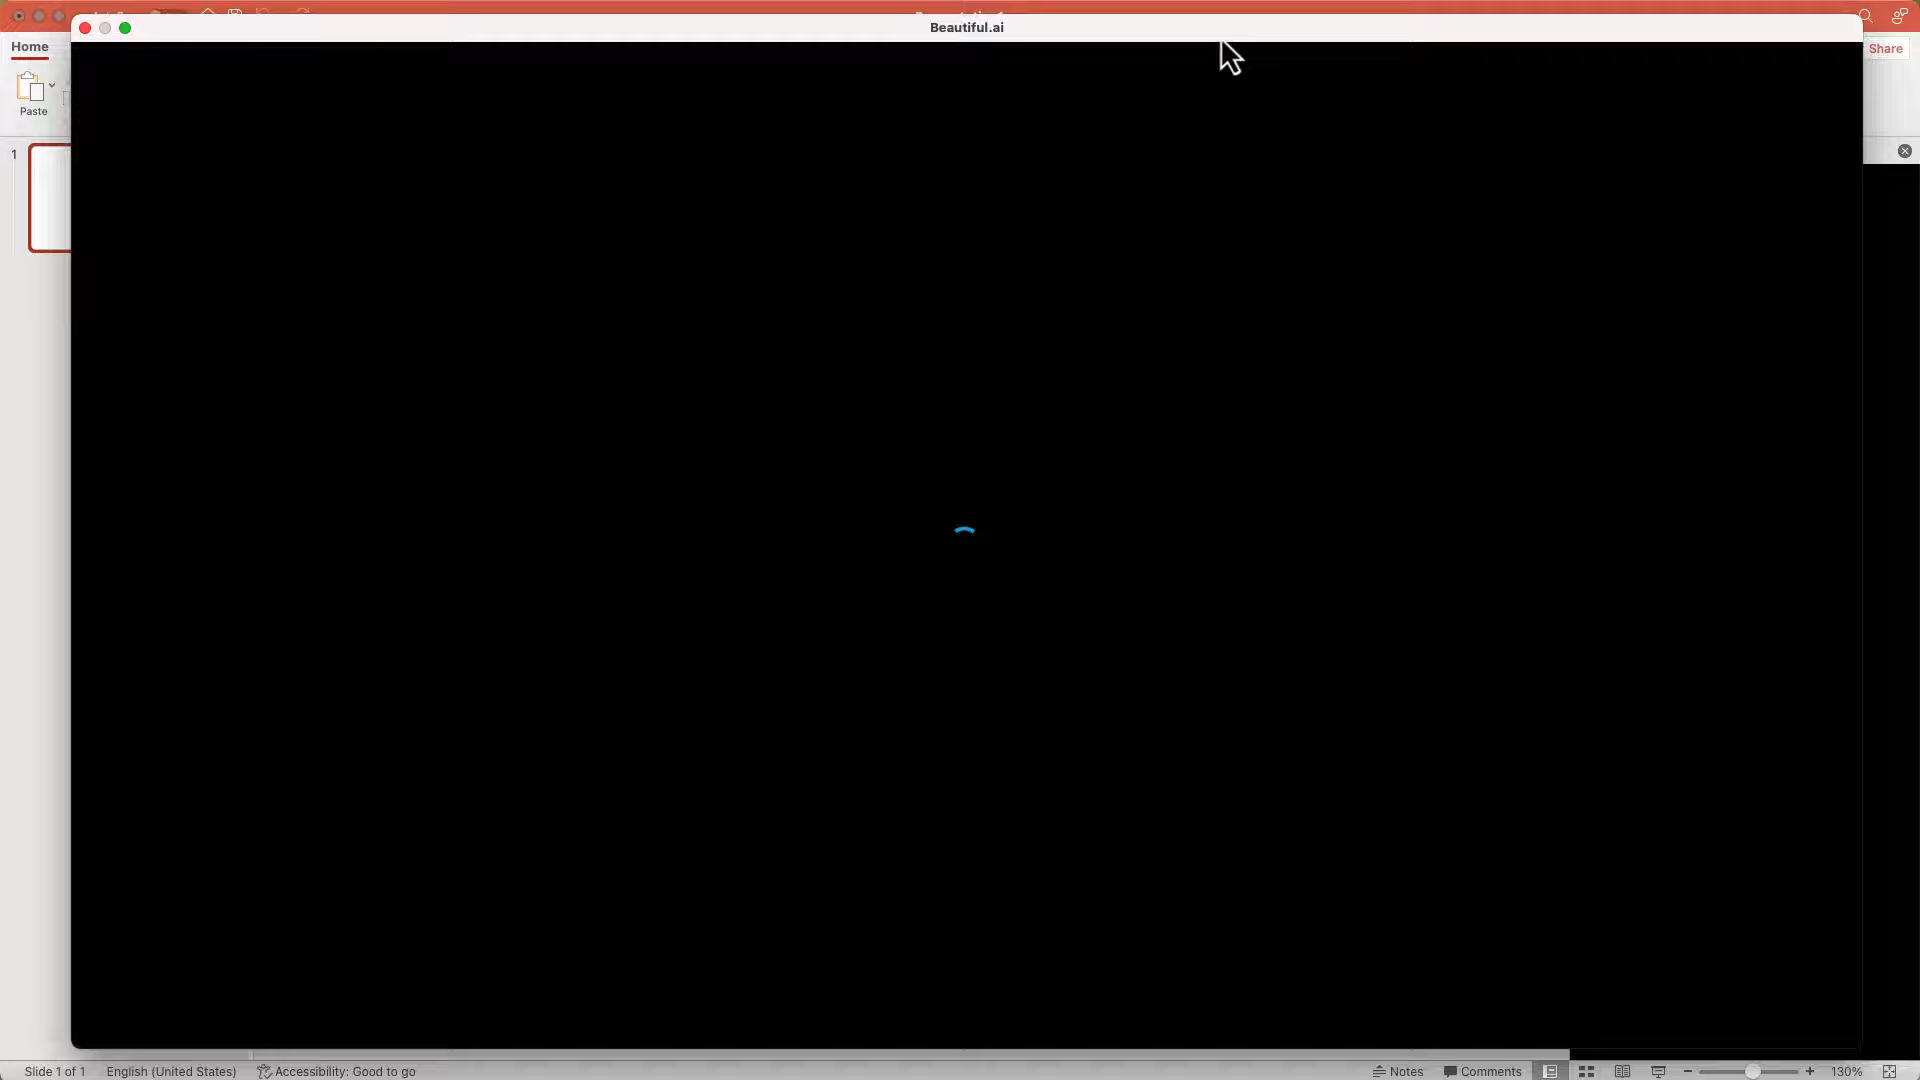 Beautiful.ai
Home
Share
Paste
1
Slide 1 of 1
English (United States)
Accessibility: Good to go
Notes
Comments
130%